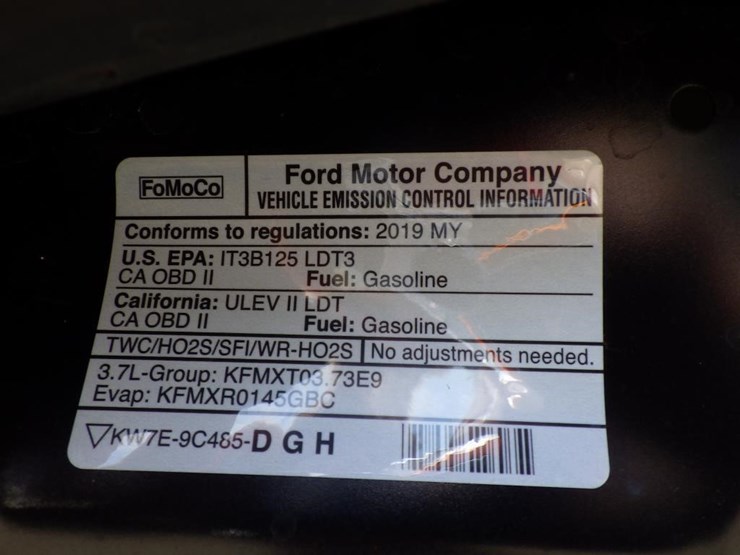 FoMoCo
Ford Motor Company
VEHICLE EMISSION CONTROL INFORMATION
Conforms to regulations: 2019 MY
U.S. EPA: IT3B125 LDT3
CA OBD II Fuel: Gasoline
California: ULEV II LDT
CA OBD II Fuel: Gasoline
TWC/HO2S/SFI/WR-HO2S No adjustments needed.
3.7L-Group: KFMXT03.73E9
Evap: KFMXR0145GBC
KW7E-9C485-D G H